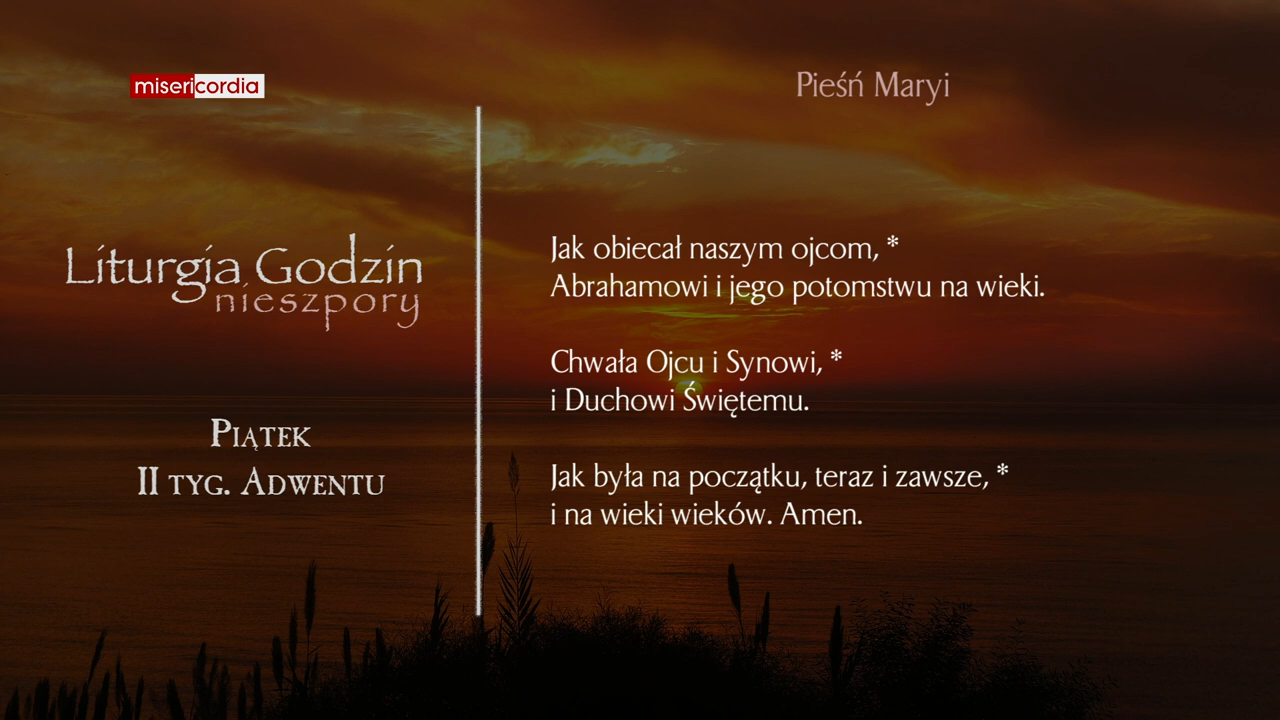 misericordia
Pieśń Maryi
Liturgia Godzin
nieszpory
Piątek
II tyg. Adwentu
Jak obiecał naszym ojcom, *
Abrahamowi i jego potomstwu na wieki.
Chwała Ojcu i Synowi, *
i Duchowi Świętemu.
Jak była na początku, teraz i zawsze, *
i na wieki wieków. Amen.